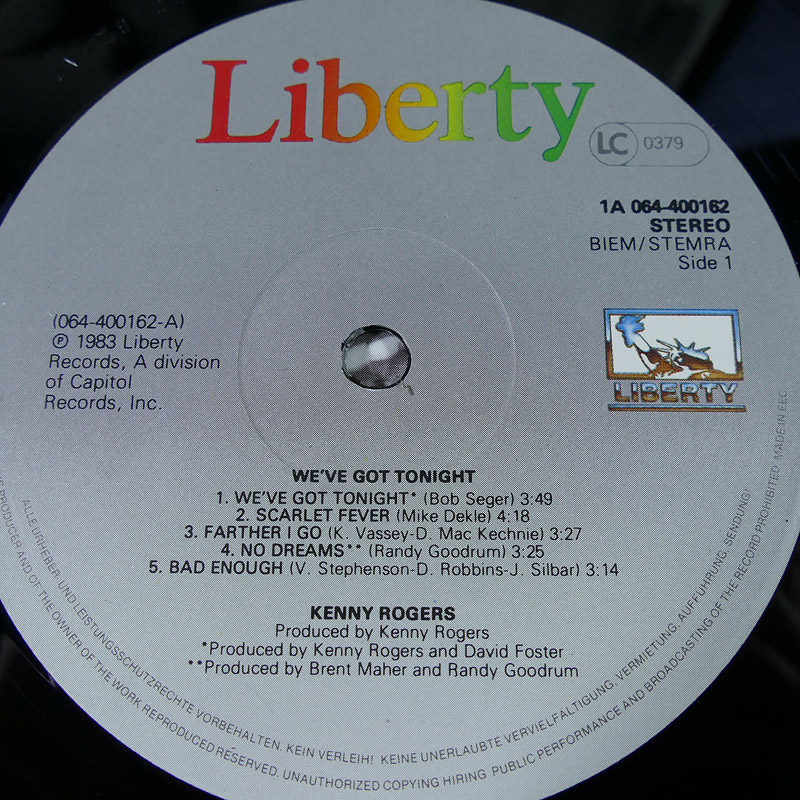 Liberty
LC 0379
1A 064-400162
STEREO
BIEM/STEMRA
Side 1
(064-400162-A)
℗ 1983 Liberty
Records, A division
of Capitol
Records, Inc.
LIBERTY
WE'VE GOT TONIGHT
1. WE'VE GOT TONIGHT* (Bob Seger) 3:49
2. SCARLET FEVER (Mike Dekle) 4:18
3. FARTHER I GO (K. Vassey-D. Mac Kechnie) 3:27
4. NO DREAMS** (Randy Goodrum) 3:25
5. BAD ENOUGH (V. Stephenson-D. Robbins-J. Silbar) 3:14
KENNY ROGERS
Produced by Kenny Rogers
*Produced by Kenny Rogers and David Foster
**Produced by Brent Maher and Randy Goodrum
ALLE URHEBER- UND LEISTUNGSSCHUTZRECHTE VORBEHALTEN. KEIN VERLEIH! KEINE UNERLAUBTE VERVIELFÄLTIGUNG, VERMIETUNG, AUFFÜHRUNG, SENDUNG!
PRODUCER AND OF THE OWNER OF THE WORK REPRODUCED RESERVED. UNAUTHORIZED COPYING HIRING PUBLIC PERFORMANCE AND BROADCASTING OF THE RECORD PROHIBITED MADE IN EEC